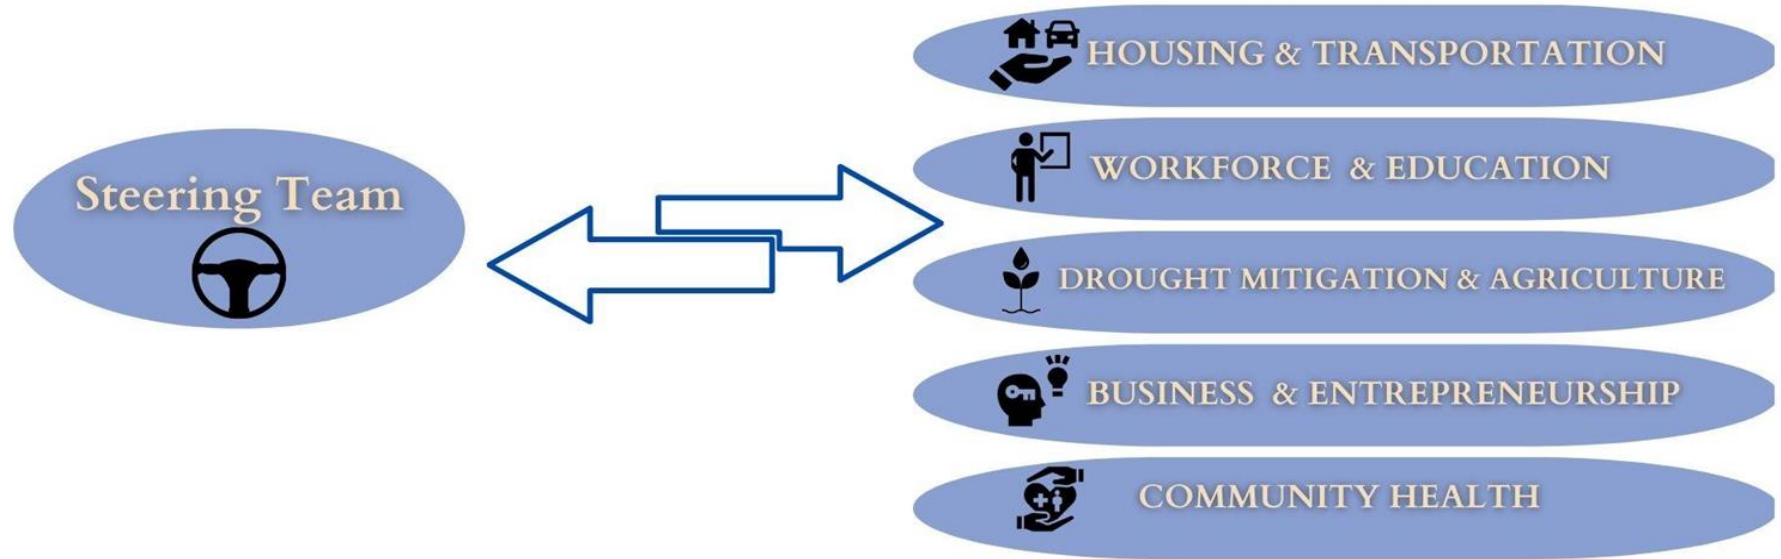 Steering Team
HOUSING & TRANSPORTATION
WORKFORCE & EDUCATION
DROUGHT MITIGATION & AGRICULTURE
BUSINESS & ENTREPRENEURSHIP
COMMUNITY HEALTH